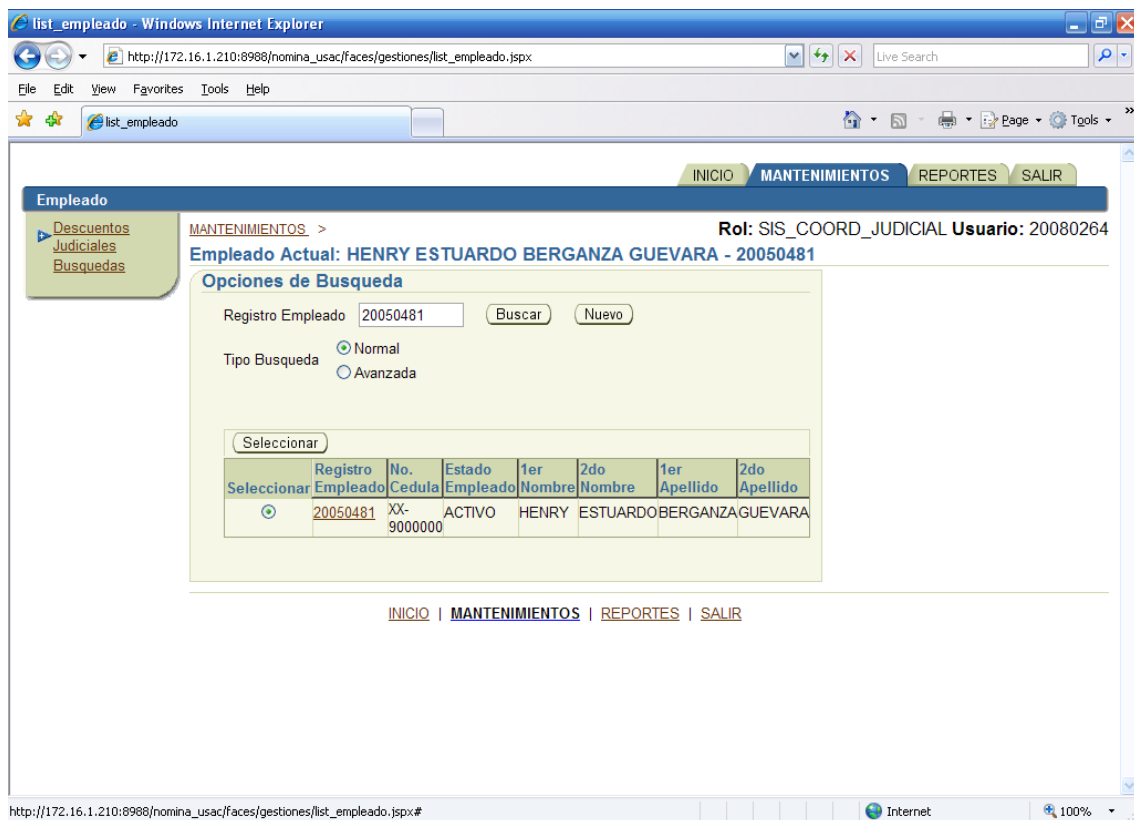 list_empleado - Windows Internet Explorer
http://172.16.1.210:8988/nomina_usac/faces/gestiones/list_empleado.jspx
Live Search
File Edit View Favorites Tools Help
list_empleado
Page Tools
INICIO MANTENIMIENTOS REPORTES SALIR
Empleado
Descuentos
Judiciales
Busquedas
MANTENIMIENTOS >
Rol: SIS_COORD_JUDICIAL Usuario: 20080264
Empleado Actual: HENRY ESTUARDO BERGANZA GUEVARA - 20050481
Opciones de Busqueda
Registro Empleado 20050481 Buscar Nuevo
Tipo Busqueda
Normal
Avanzada
Seleccionar
Seleccionar Registro Empleado No. Cedula Estado Empleado 1er Nombre 2do Nombre 1er Apellido 2do Apellido
20050481 XX-9000000 ACTIVO HENRY ESTUARDO BERGANZA GUEVARA
INICIO | MANTENIMIENTOS | REPORTES | SALIR
http://172.16.1.210:8988/nomina_usac/faces/gestiones/list_empleado.jspx#
Internet
100%